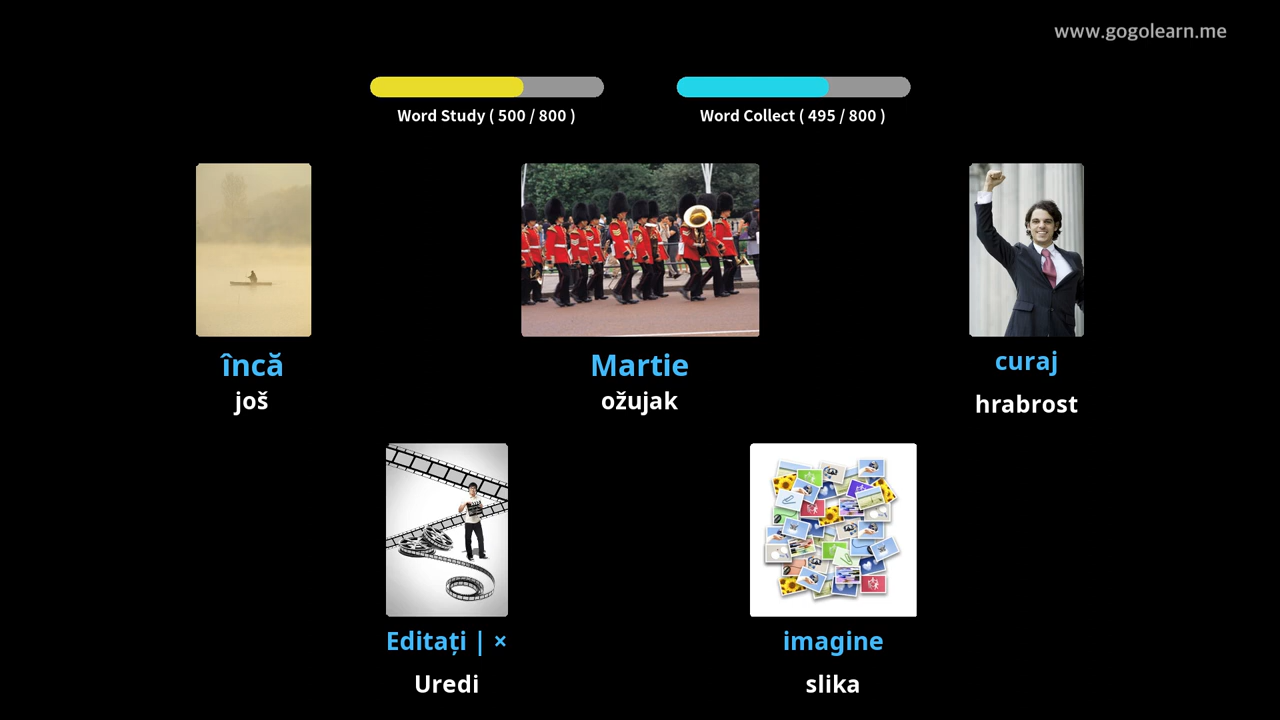 www.gogolearn.me
Word Study ( 500 / 800 )
Word Collect ( 495 / 800 )
încă
još
Martie
ožujak
curaj
hrabrost
Editați | ×
Uredi
imagine
slika